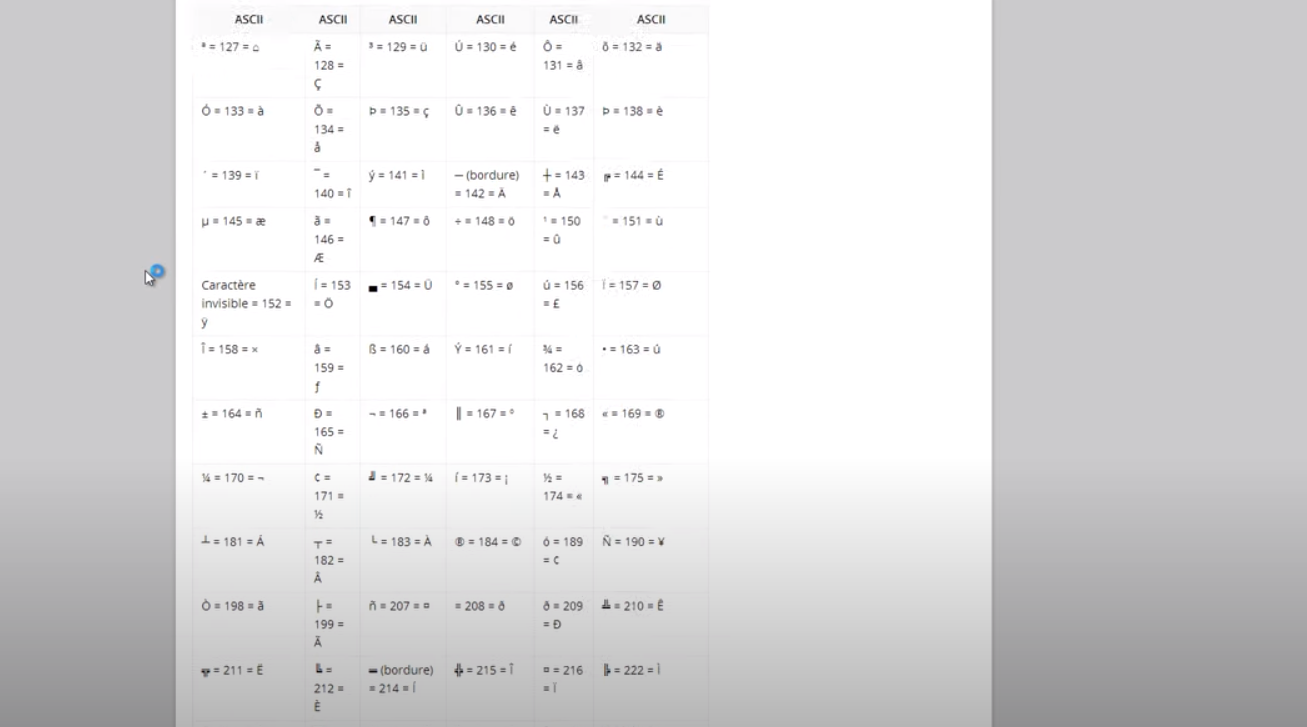 ASCII ASCII ASCII ASCII ASCII ASCII
ª = 127 = ⌂
Ã =
128 =
Ç
³ = 129 = ü
Ú = 130 = é
Ô =
131 = â
õ = 132 = ä
Ó = 133 = à
Õ =
134 =
å
Þ = 135 = ç
Û = 136 = ê
Ù = 137
= ë
Þ = 138 = è
´ = 139 = ï
¯ =
140 = î
ý = 141 = ì
─ (bordure)
= 142 = Ä
┼ = 143
= Å
╔ = 144 = É
µ = 145 = æ
ã =
146 =
Æ
¶ = 147 = ô
÷ = 148 = ö
¹ = 150
= û
¨ = 151 = ù
Caractère
invisible = 152 =
ÿ
Í = 153
= Ö
▄ = 154 = Ü
° = 155 = ø
ú = 156
= £
Ï = 157 = Ø
Î = 158 = ×
â =
159 =
ƒ
ß = 160 = á
Ý = 161 = í
¾ =
162 = ó
• = 163 = ú
± = 164 = ñ
Ð =
165 =
Ñ
¬ = 166 = ª
║ = 167 = º
┐ = 168
= ¿
« = 169 = ®
¼ = 170 = ¬
¢ =
171 =
½
╝ = 172 = ¼
í = 173 = ¡
½ =
174 = «
╗ = 175 = »
┴ = 181 = Á
┬ =
182 =
Â
└ = 183 = À
® = 184 = ©
ó = 189
= ¢
Ñ = 190 = ¥
Ò = 198 = ã
├ =
199 =
Ã
ñ = 207 = ¤
= 208 = ð
ð = 209
= Ð
╩ = 210 = Ê
╦ = 211 = Ë
╚ =
212 =
È
═ (bordure)
= 214 = Í
╬ = 215 = Î
¤ = 216
= Ï
╠ = 222 = Ì